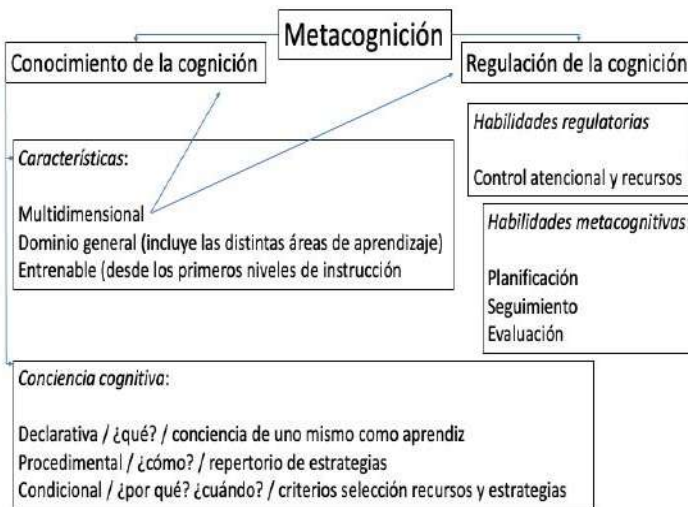 Metacognición
Conocimiento de la cognición
Regulación de la cognición
Características:
Multidimensional
Dominio general (incluye las distintas áreas de aprendizaje)
Entrenable (desde los primeros niveles de instrucción
Habilidades regulatorias
Control atencional y recursos
Habilidades metacognitivas:
Planificación
Seguimiento
Evaluación
Conciencia cognitiva:
Declarativa / ¿qué? / conciencia de uno mismo como aprendiz
Procedimental / ¿cómo? / repertorio de estrategias
Condicional / ¿por qué? ¿cuándo? / criterios selección recursos y estrategias